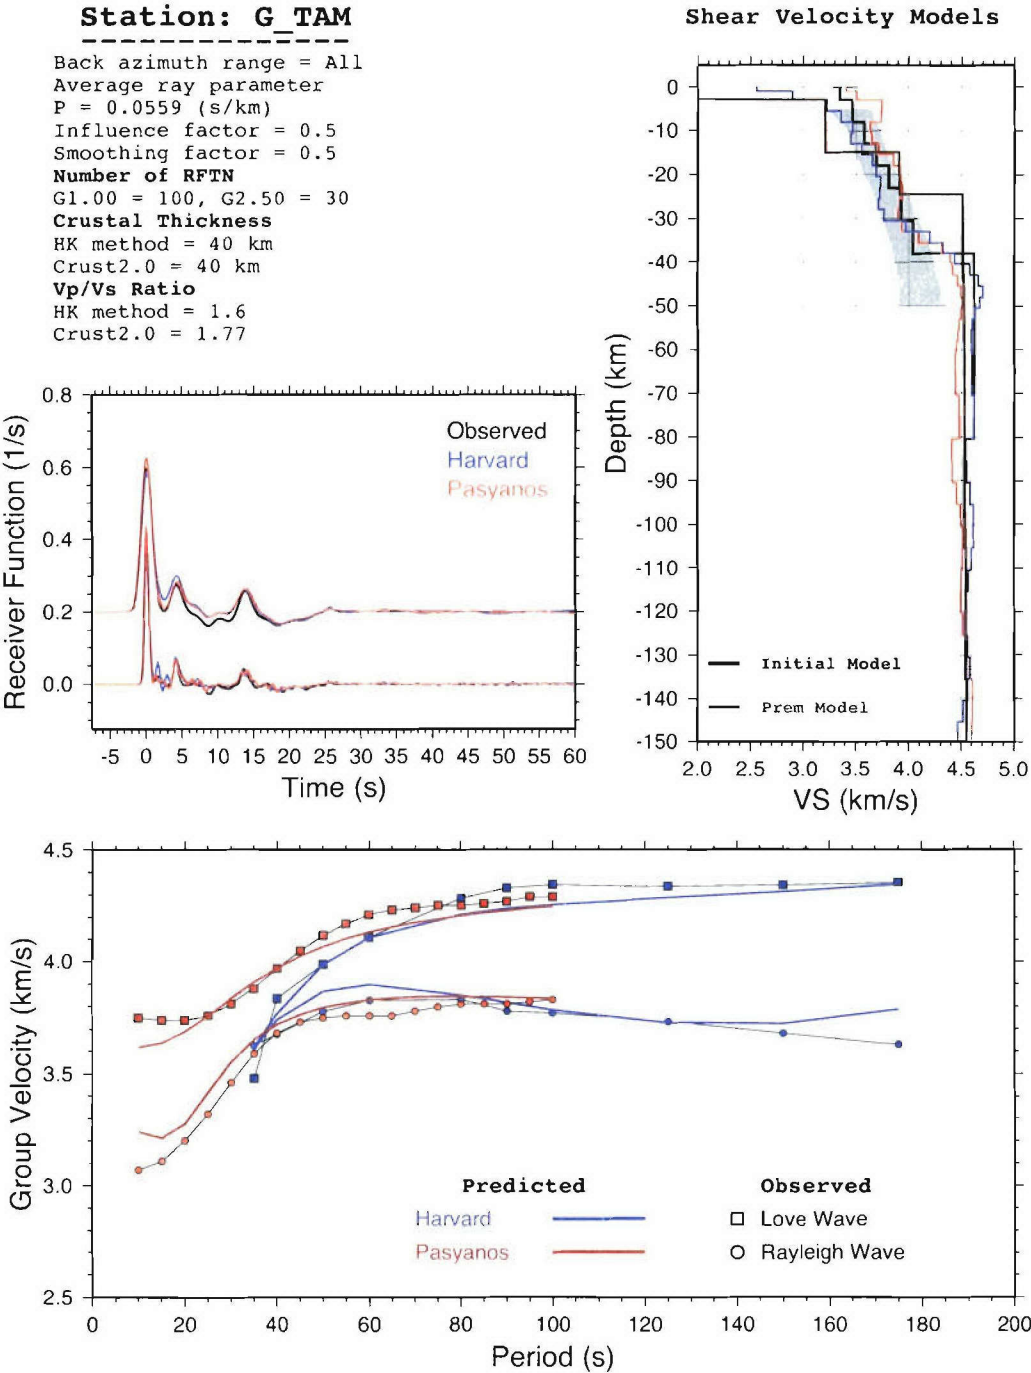 Station: G_TAM
Back azimuth range = All
Average ray parameter
P = 0.0559 (s/km)
Influence factor = 0.5
Smoothing factor = 0.5
Number of RFTN
G1.00 = 100, G2.50 = 30
Crustal Thickness
HK method = 40 km
Crust2.0 = 40 km
Vp/Vs Ratio
HK method = 1.6
Crust2.0 = 1.77
Shear Velocity Models
0
-10
-20
-30
-40
-50
-60
-70
-80
-90
-100
-110
-120
-130
-140
-150
Depth (km)
Initial Model
Prem Model
2.0 2.5 3.0 3.5 4.0 4.5 5.0
VS (km/s)
0.8
0.6
0.4
0.2
0.0
Receiver Function (1/s)
Observed
Harvard
Pasyanos
-5 0 5 10 15 20 25 30 35 40 45 50 55 60
Time (s)
4.5
4.0
3.5
3.0
2.5
Group Velocity (km/s)
Predicted Observed
Harvard Love Wave
Pasyanos Rayleigh Wave
0 20 40 60 80 100 120 140 160 180 200
Period (s)